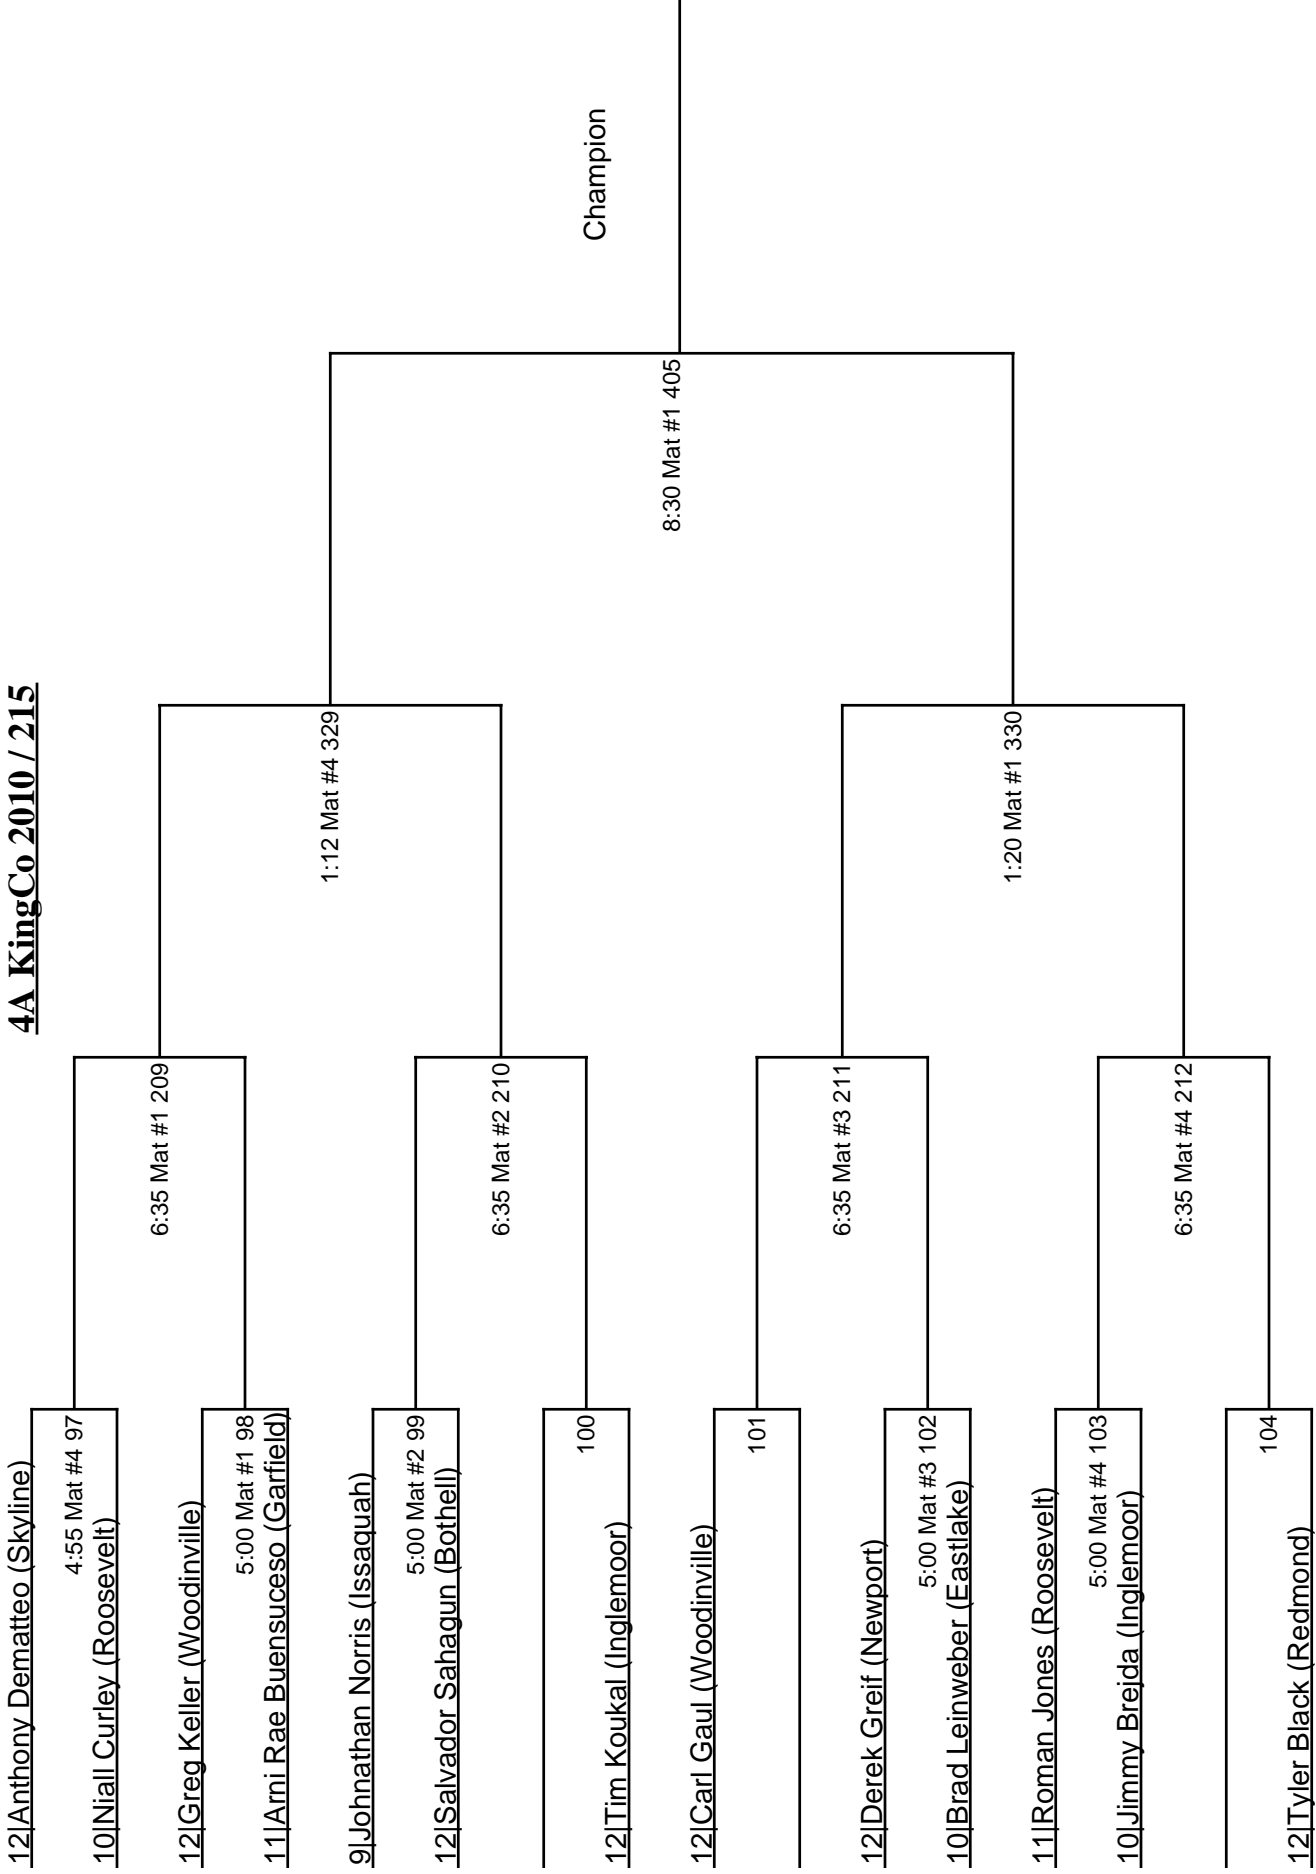 4A KingCo 2010 / 215
12|Anthony Dematteo (Skyline)
4:55 Mat #4 97
10|Niall Curley (Roosevelt)
6:35 Mat #1 209
12|Greg Keller (Woodinville)
5:00 Mat #1 98
11|Arni Rae Buensuceso (Garfield)
1:12 Mat #4 329
9|Johnathan Norris (Issaquah)
5:00 Mat #2 99
12|Salvador Sahagun (Bothell)
6:35 Mat #2 210
100
12|Tim Koukal (Inglemoor)
Champion
8:30 Mat #1 405
12|Carl Gaul (Woodinville)
101
6:35 Mat #3 211
12|Derek Greif (Newport)
5:00 Mat #3 102
10|Brad Leinweber (Eastlake)
1:20 Mat #1 330
11|Roman Jones (Roosevelt)
5:00 Mat #4 103
10|Jimmy Brejda (Inglemoor)
6:35 Mat #4 212
104
12|Tyler Black (Redmond)